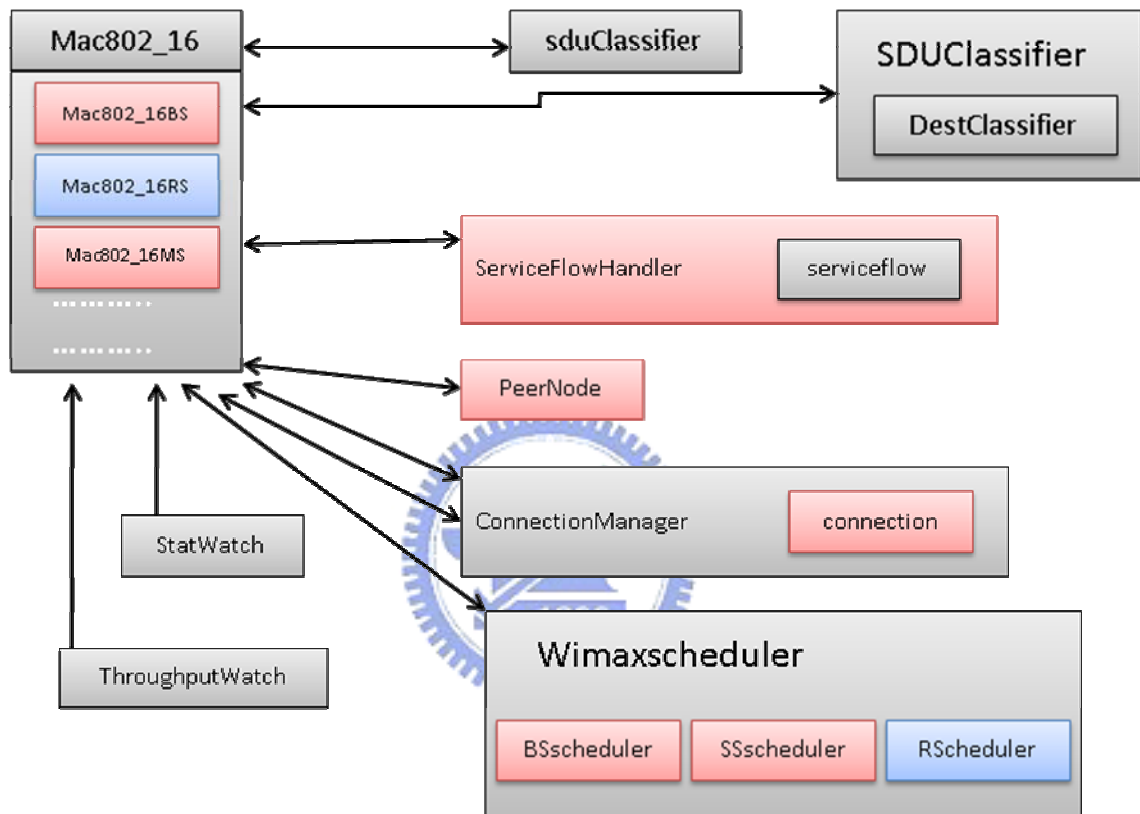 Mac802_16
Mac802_16BS
Mac802_16RS
Mac802_16MS
sduClassifier
SDUClassifier
DestClassifier
ServiceFlowHandler
serviceflow
PeerNode
ConnectionManager
connection
StatWatch
ThroughputWatch
Wimaxscheduler
BSscheduler
SSscheduler
RScheduler